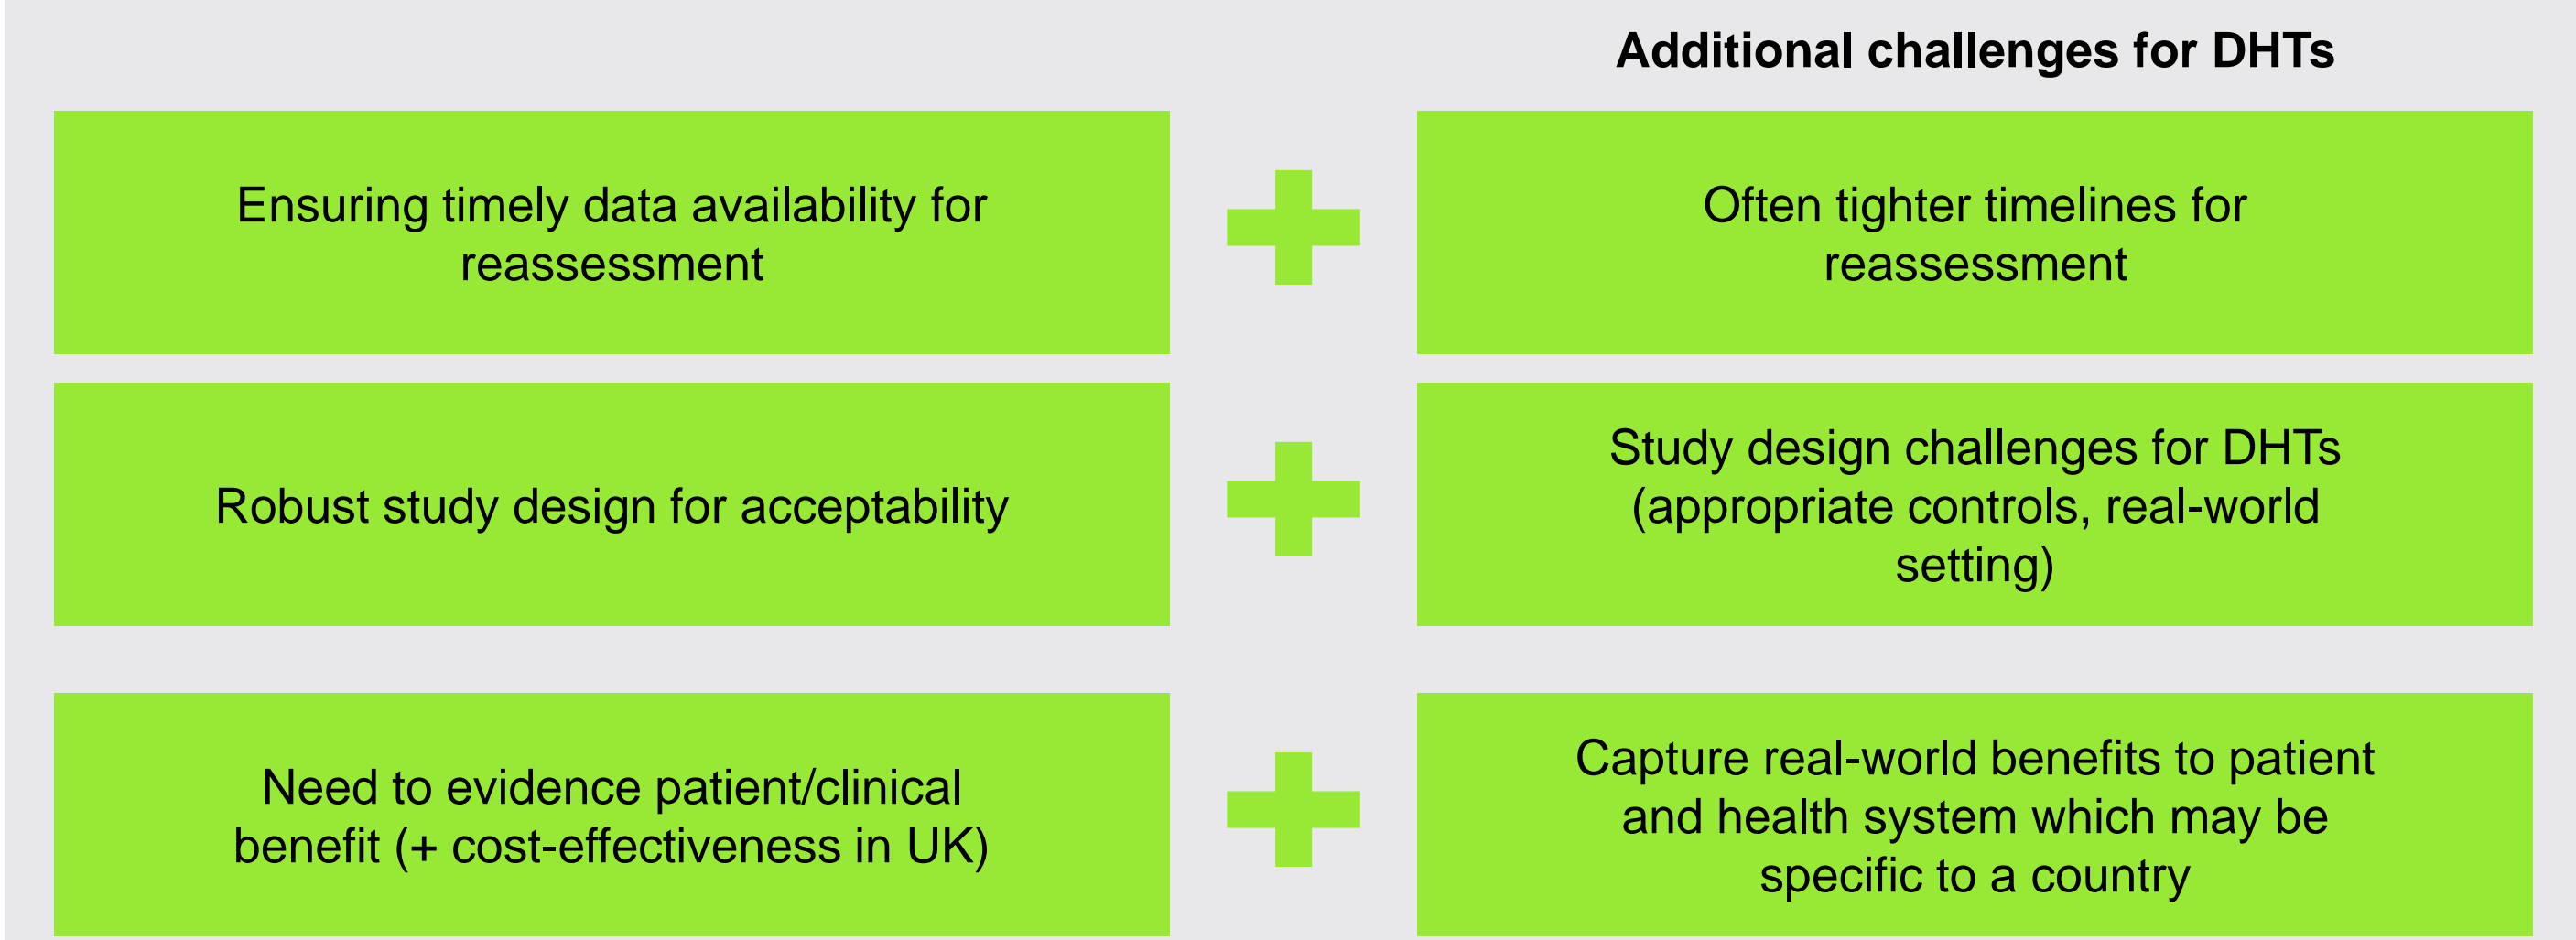 Additional challenges for DHTs
Ensuring timely data availability for
reassessment
Often tighter timelines for
reassessment
Robust study design for acceptability
Study design challenges for DHTs
(appropriate controls, real-world
setting)
Need to evidence patient/clinical
benefit (+ cost-effectiveness in UK)
Capture real-world benefits to patient
and health system which may be
specific to a country